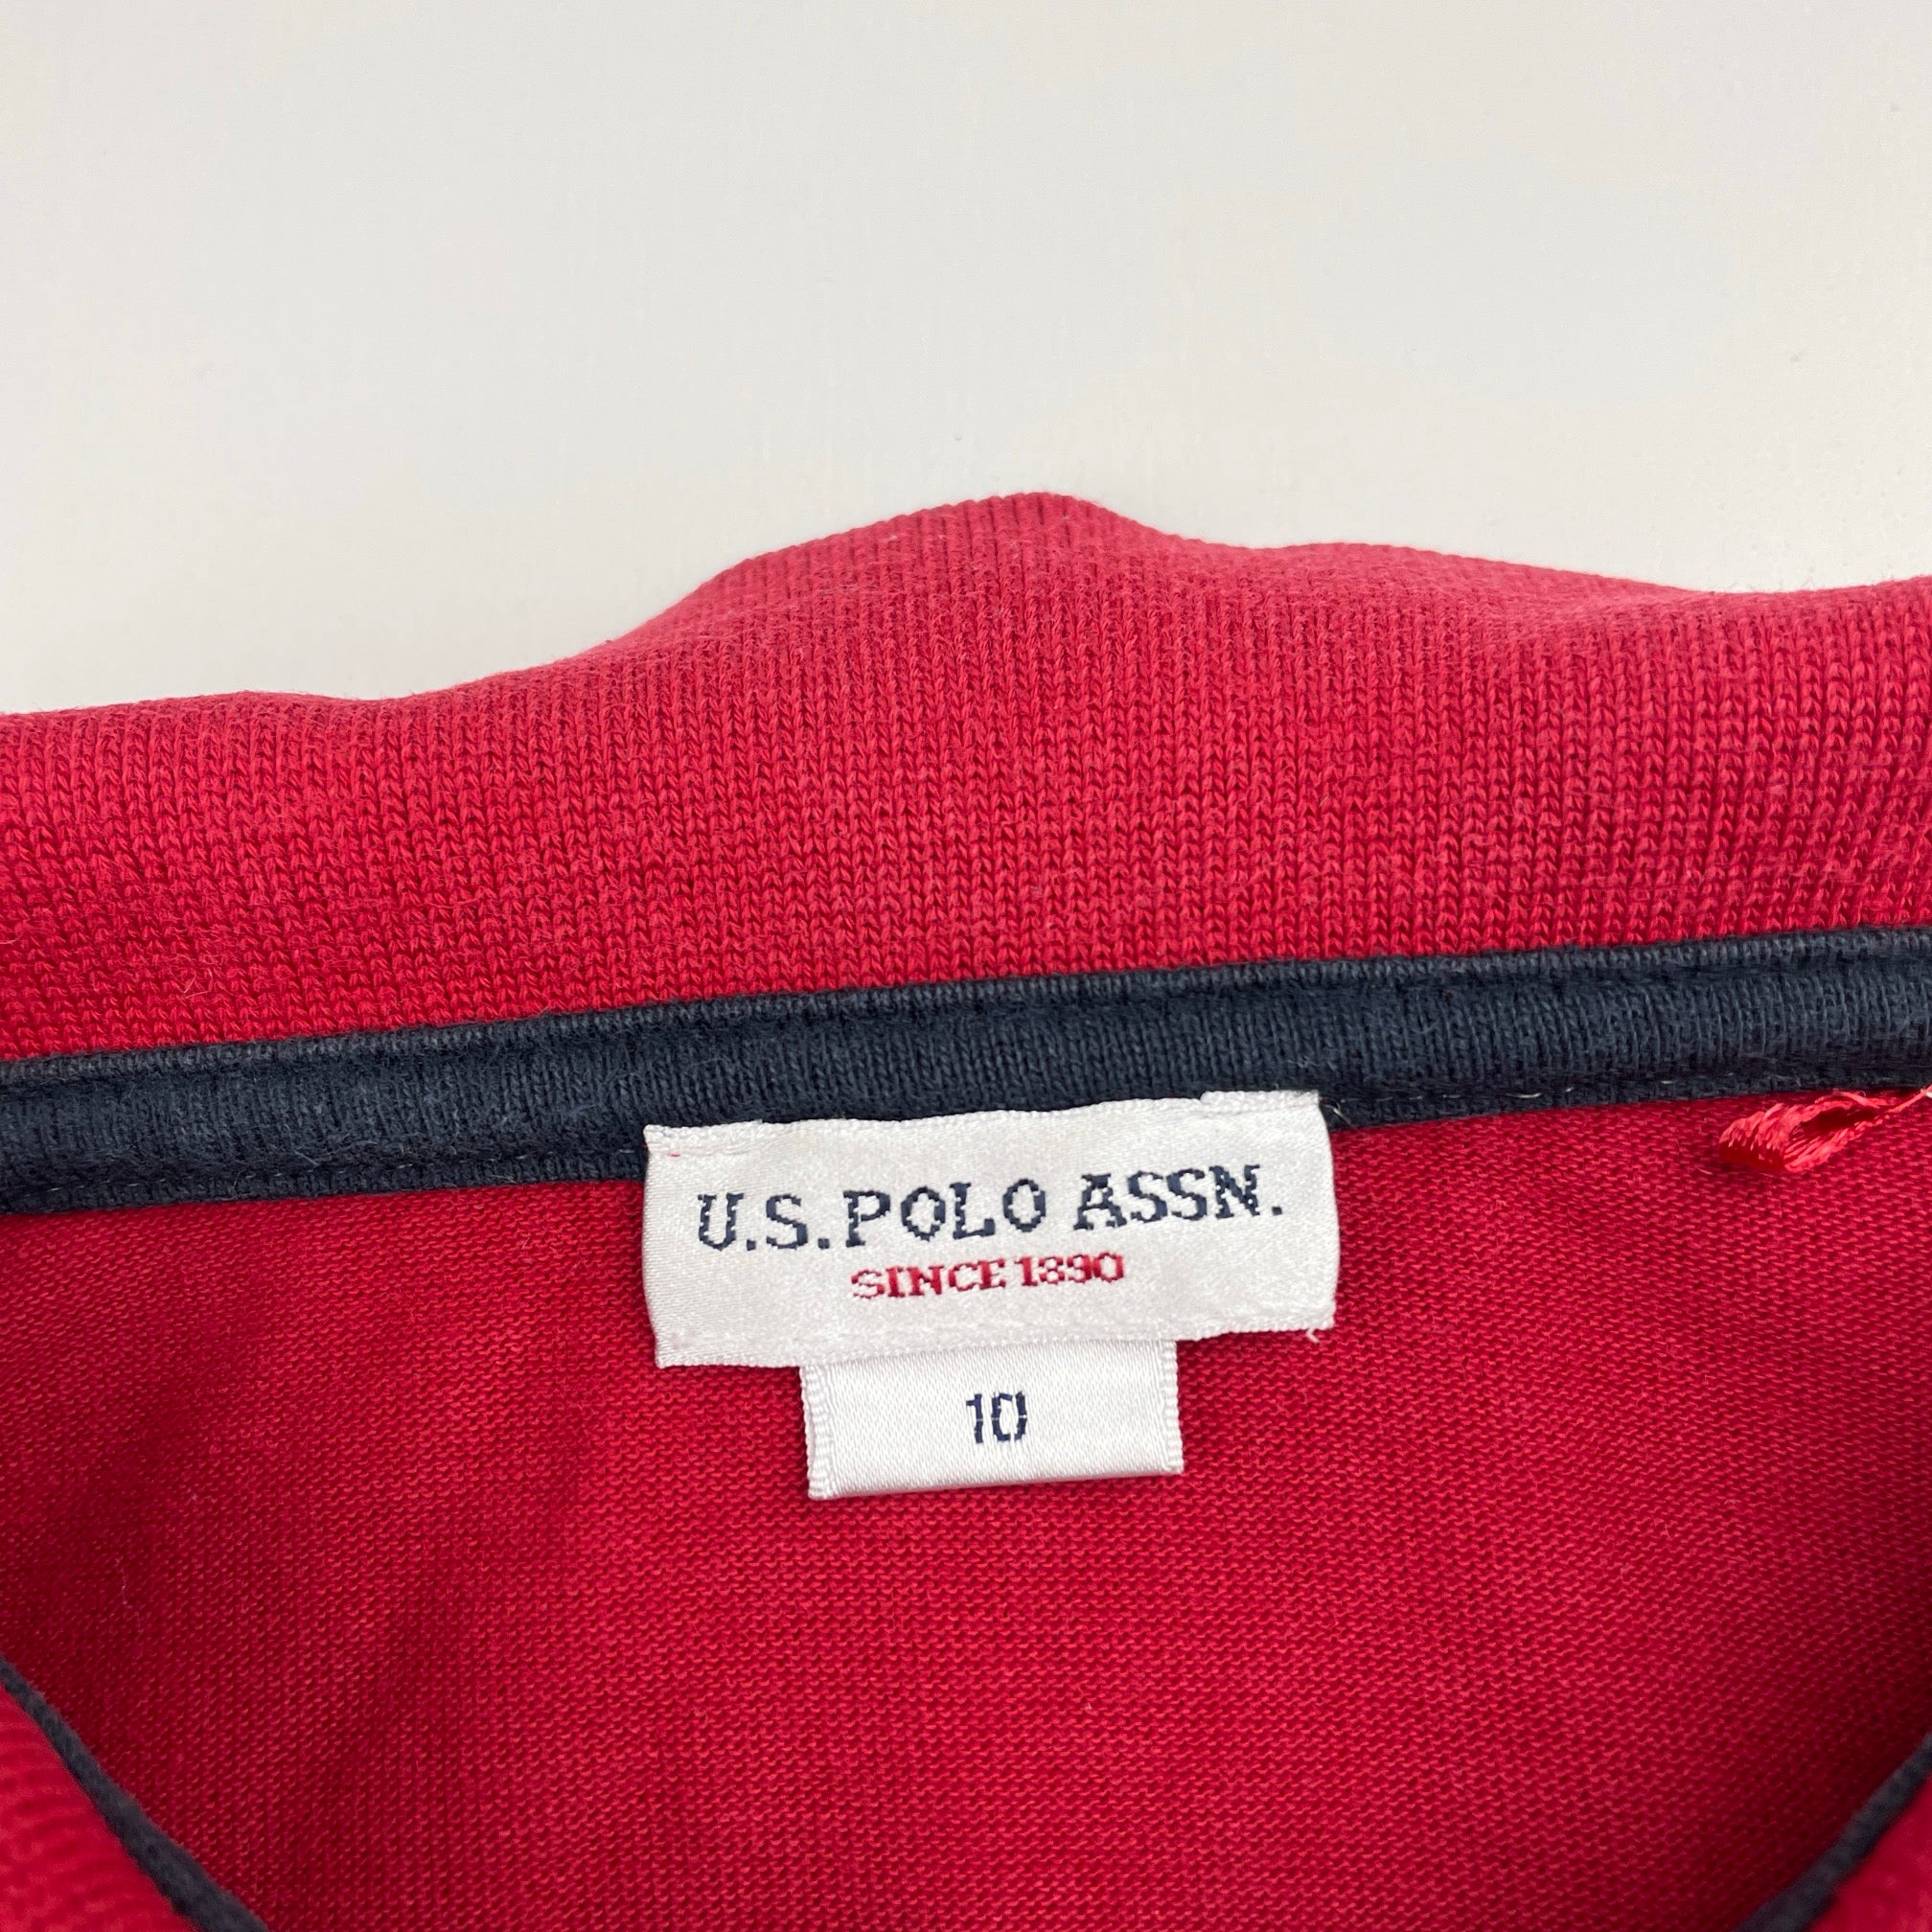 U.S. POLO ASSN.
SINCE 1890
10